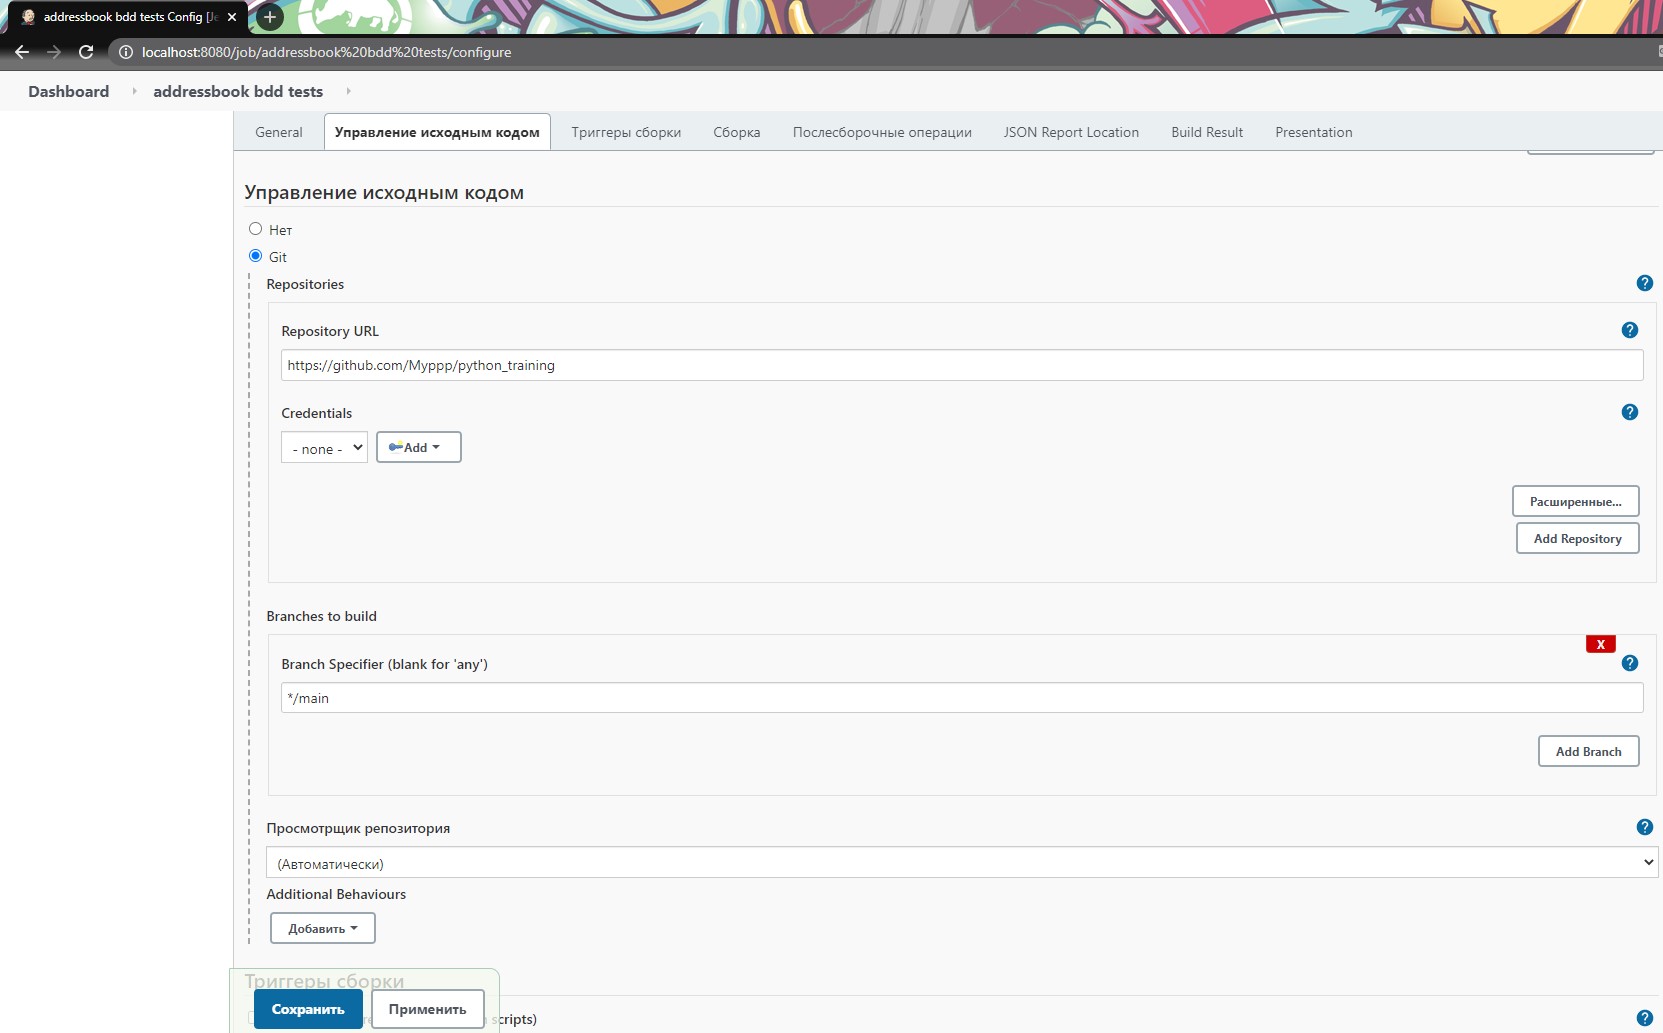 addressbook bdd tests Config [Je
localhost:8080/job/addressbook%20bdd%20tests/configure
Dashboard addressbook bdd tests
General Управление исходным кодом Триггеры сборки Сборка Послесборочные операции JSON Report Location Build Result Presentation
Управление исходным кодом
Нет
Git
Repositories
Repository URL
https://github.com/Myppp/python_training
Credentials
- none - Add
Расширенные...
Add Repository
Branches to build
X
Branch Specifier (blank for 'any')
*/main
Add Branch
Просмотрщик репозитория
(Автоматически)
Additional Behaviours
Добавить
Триггеры сборки
Сохранить Применить
scripts)